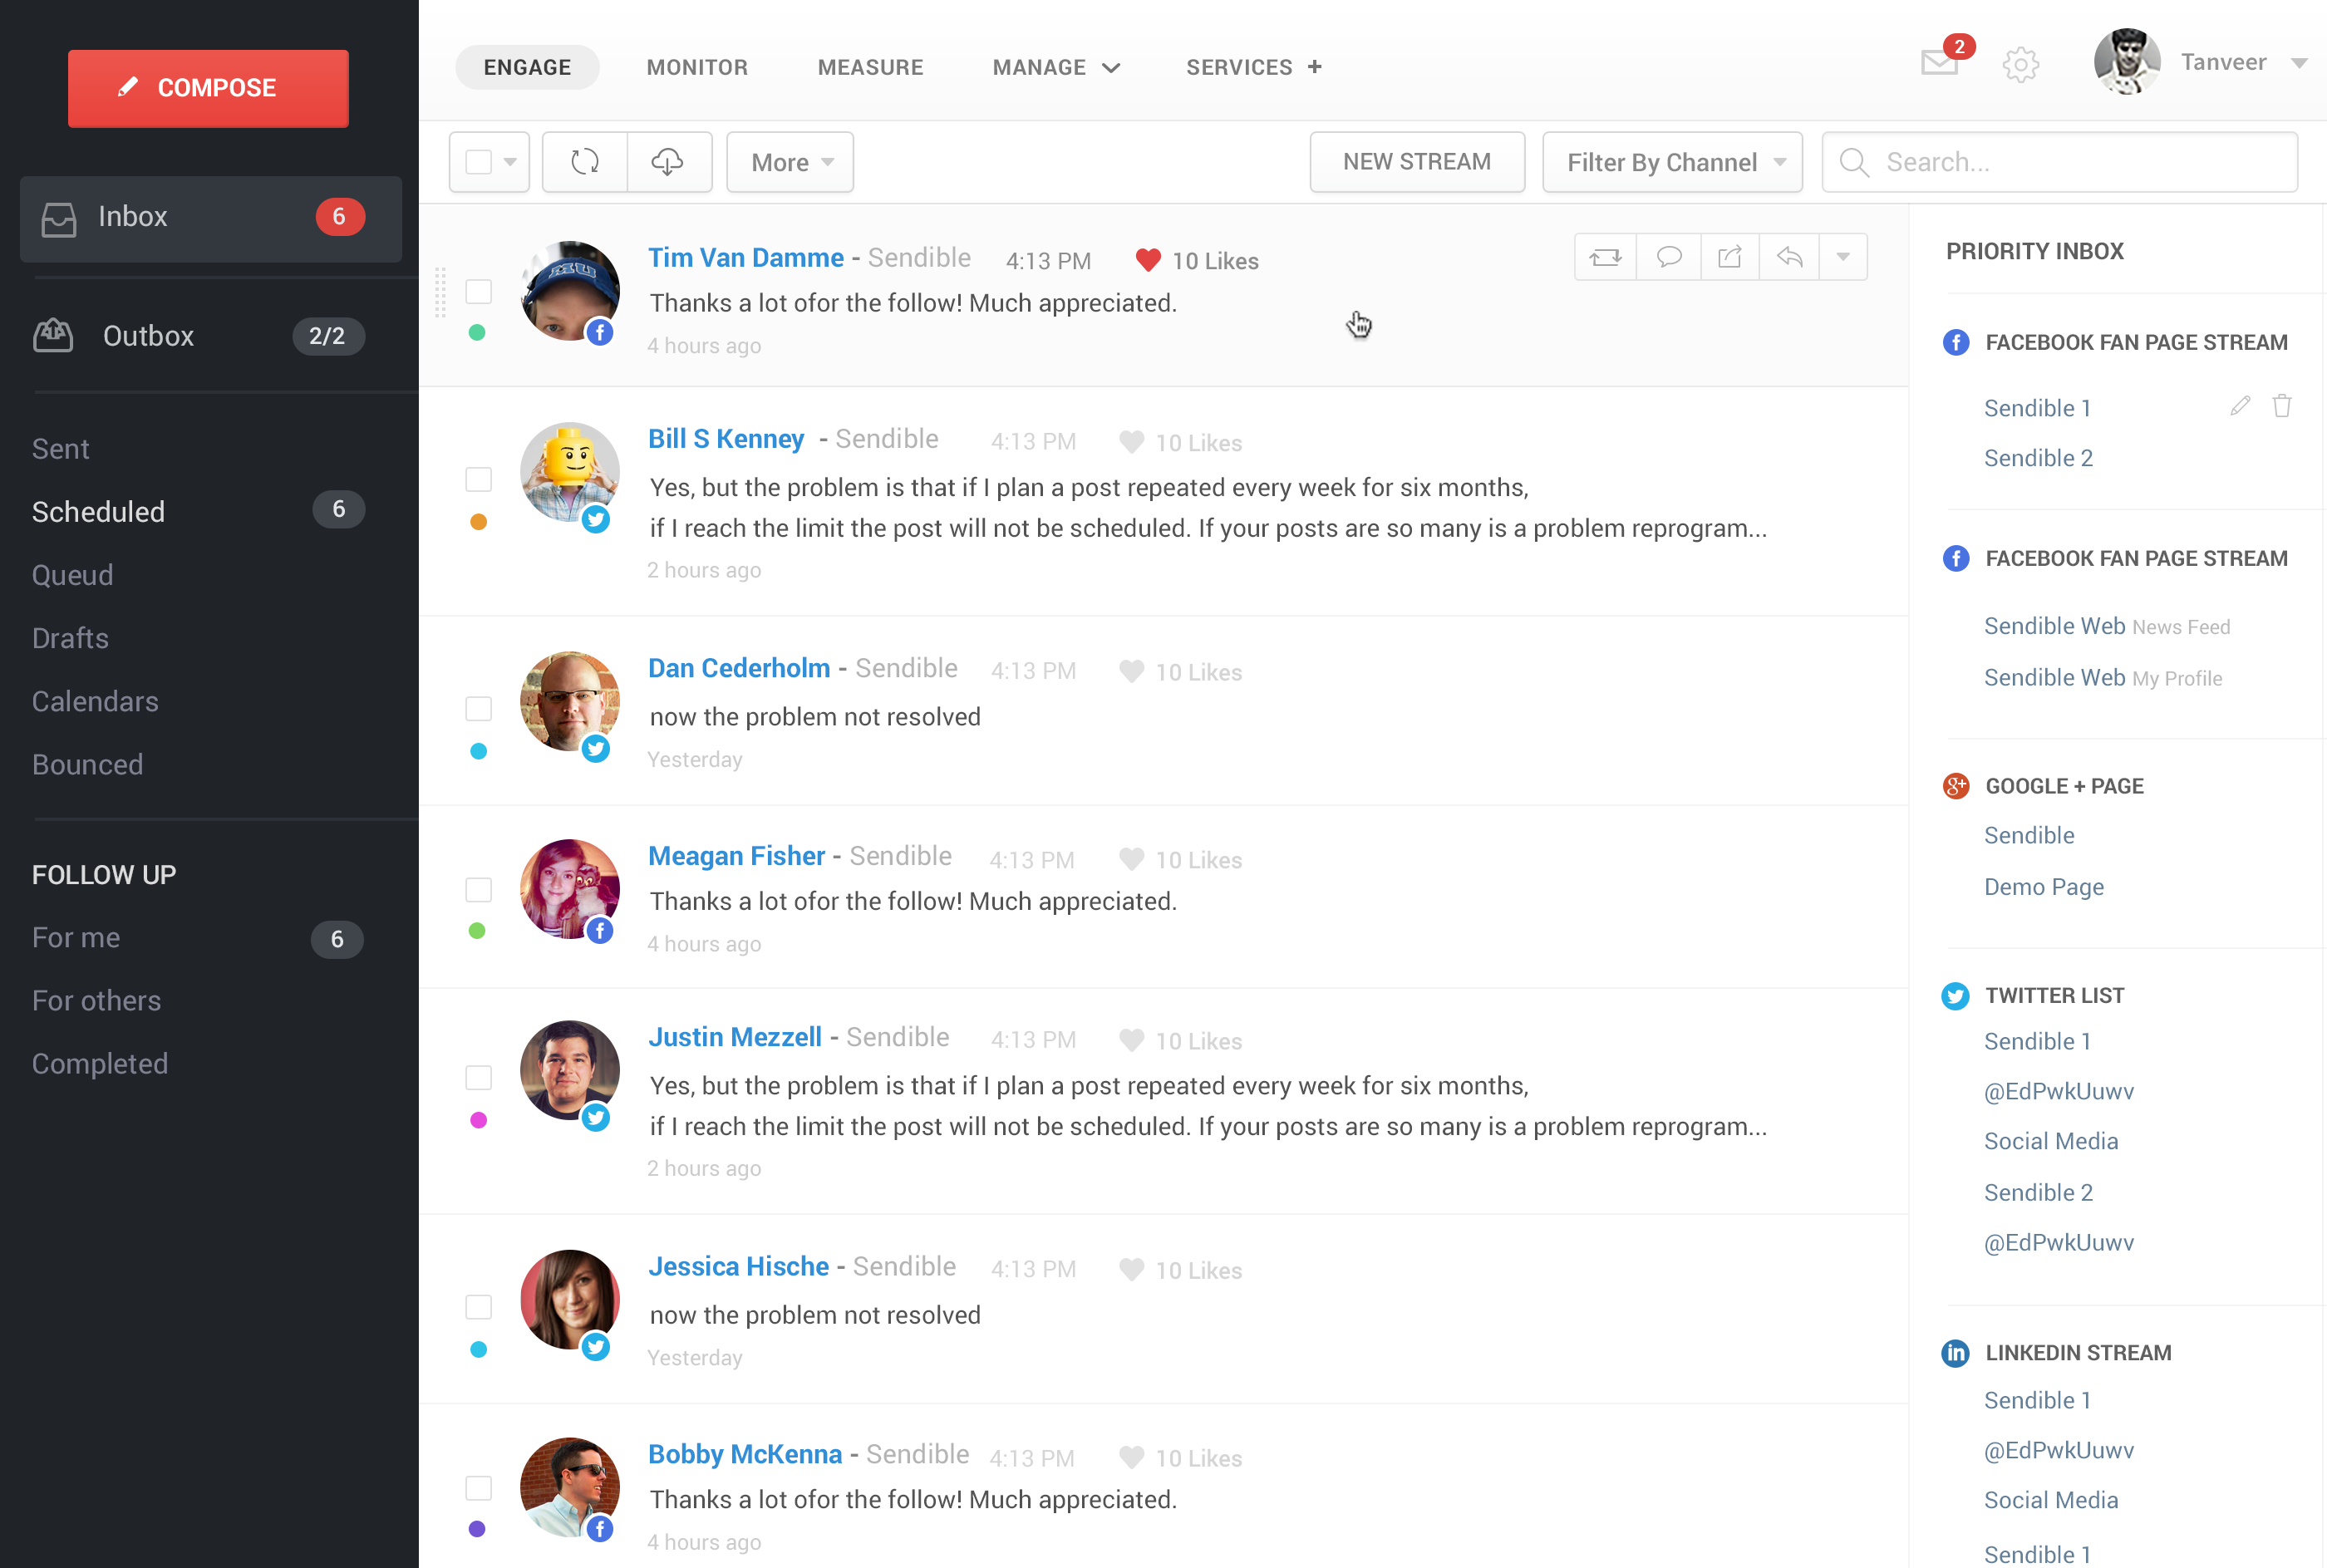 COMPOSE
Inbox 6
Outbox 2/2
Sent
Scheduled 6
Queud
Drafts
Calendars
Bounced
FOLLOW UP
For me 6
For others
Completed
ENGAGE MONITOR MEASURE MANAGE SERVICES +
2
Tanveer
More
NEW STREAM
Filter By Channel
Search...
Tim Van Damme - Sendible 4:13 PM 10 Likes
Thanks a lot ofor the follow! Much appreciated.
4 hours ago
Bill S Kenney - Sendible 4:13 PM 10 Likes
Yes, but the problem is that if I plan a post repeated every week for six months,
if I reach the limit the post will not be scheduled. If your posts are so many is a problem reprogram...
2 hours ago
Dan Cederholm - Sendible 4:13 PM 10 Likes
now the problem not resolved
Yesterday
Meagan Fisher - Sendible 4:13 PM 10 Likes
Thanks a lot ofor the follow! Much appreciated.
4 hours ago
Justin Mezzell - Sendible 4:13 PM 10 Likes
Yes, but the problem is that if I plan a post repeated every week for six months,
if I reach the limit the post will not be scheduled. If your posts are so many is a problem reprogram...
2 hours ago
Jessica Hische - Sendible 4:13 PM 10 Likes
now the problem not resolved
Yesterday
Bobby McKenna - Sendible 4:13 PM 10 Likes
Thanks a lot ofor the follow! Much appreciated.
4 hours ago
PRIORITY INBOX
FACEBOOK FAN PAGE STREAM
Sendible 1
Sendible 2
FACEBOOK FAN PAGE STREAM
Sendible Web News Feed
Sendible Web My Profile
GOOGLE + PAGE
Sendible
Demo Page
TWITTER LIST
Sendible 1
@EdPwkUuwv
Social Media
Sendible 2
@EdPwkUuwv
LINKEDIN STREAM
Sendible 1
@EdPwkUuwv
Social Media
Sendible 1